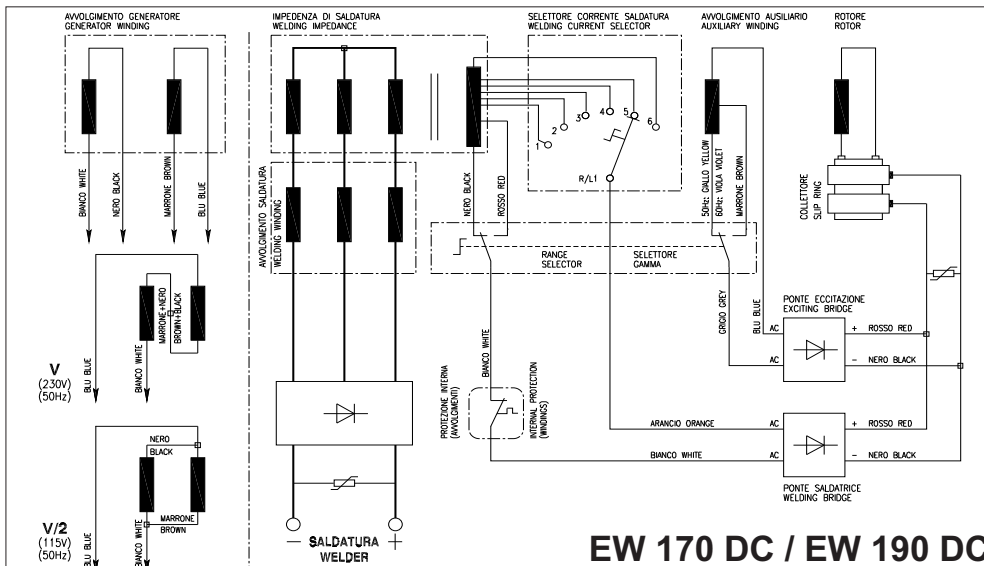 AVVOLGIMENTO GENERATORE
GENERATOR WINDING
IMPEDENZA DI SALDATURA
WELDING IMPEDANCE
SELETTORE CORRENTE SALDATURA
WELDING CURRENT SELECTOR
AVVOLGIMENTO AUSILIARIO
AUXILIARY WINDING
ROTORE
ROTOR
1
2
3
4
5
6
R/L1
BIANCO WHITE
NERO BLACK
MARRONE BROWN
BLU BLUE
AVVOLGIMENTO SALDATURA
WELDING WINDING
NERO BLACK
ROSSO RED
50Hz: GIALLO YELLOW
60Hz: VIOLA VIOLET
MARRONE BROWN
COLLETTORE
SLIP RING
RANGE
SELECTOR
SELETTORE
GAMMA
MARRONE+NERO
BROWN+BLACK
V
(230V)
(50Hz)
BLU BLUE
BIANCO WHITE
BIANCO WHITE
GRIGIO GREY
BLU BLUE
PONTE ECCITAZIONE
EXCITING BRIDGE
AC
+ ROSSO RED
AC
− NERO BLACK
PROTEZIONE INTERNA
(AVVOLGIMENTI)
INTERNAL PROTECTION
(WINDINGS)
ARANCIO ORANGE
AC
+ ROSSO RED
BIANCO WHITE
AC
− NERO BLACK
PONTE SALDATRICE
WELDING BRIDGE
NERO
BLACK
MARRONE
BROWN
V/2
(115V)
(50Hz)
BLU BLUE
BIANCO WHITE
− SALDATURA +
WELDER
EW 170 DC / EW 190 DC